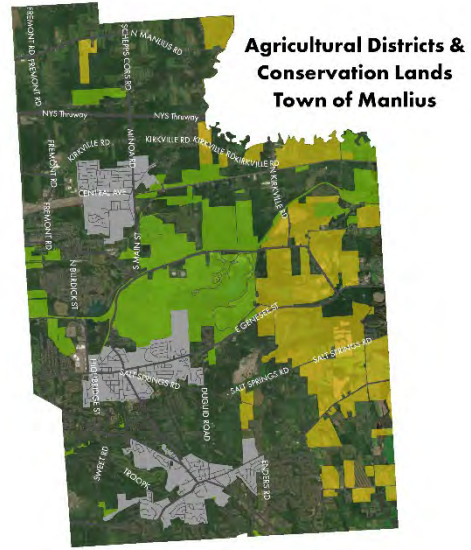 Agricultural Districts &
Conservation Lands
Town of Manlius
FREMONT RD
FREMONT RD
FREMONT RD
N MANLIUS RD
SCHEPPS CORS RD
NYS Thruway
NYS Thruway
KIRKVILLE RD
KIRKVILLE RD
KIRKVILLE RD
KIRKVILLE RD
FREMONT RD
MINOA RD
CENTRAL AVE
N KIRKVILLE RD
FREMONT RD
S MAIN ST
N BURDICK ST
E GENESEE ST
HIGHBRIDGE ST
SALT SPRINGS RD
SALT SPRINGS RD
SALT SPRINGS RD
DUGUID ROAD
SWEET RD
TROOP K
ENDERS RD